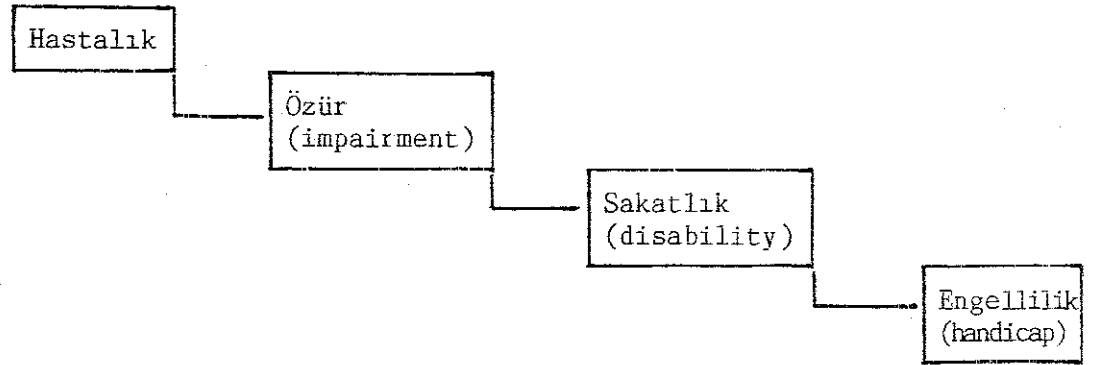 Hastalık
Özür
(impairment)
Sakatlık
(disability)
Engellilik
(handicap)